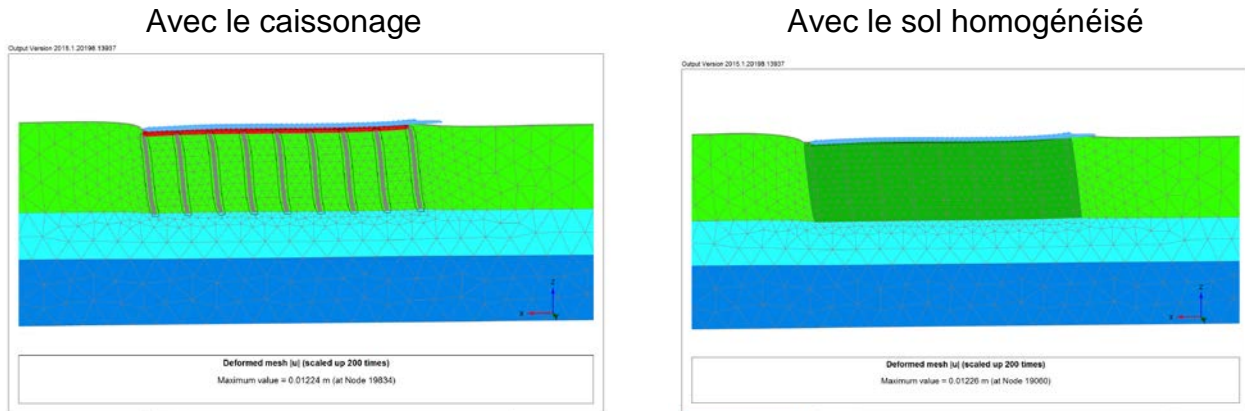 Avec le caissonage
Avec le sol homogénéisé
Output Version 2015.1.20198.13937
Output Version 2015.1.20198.13937
Z
X
Z
X
Deformed mesh |u| (scaled up 200 times)
Maximum value = 0.01224 m (at Node 19834)
Deformed mesh |u| (scaled up 200 times)
Maximum value = 0.01226 m (at Node 19060)